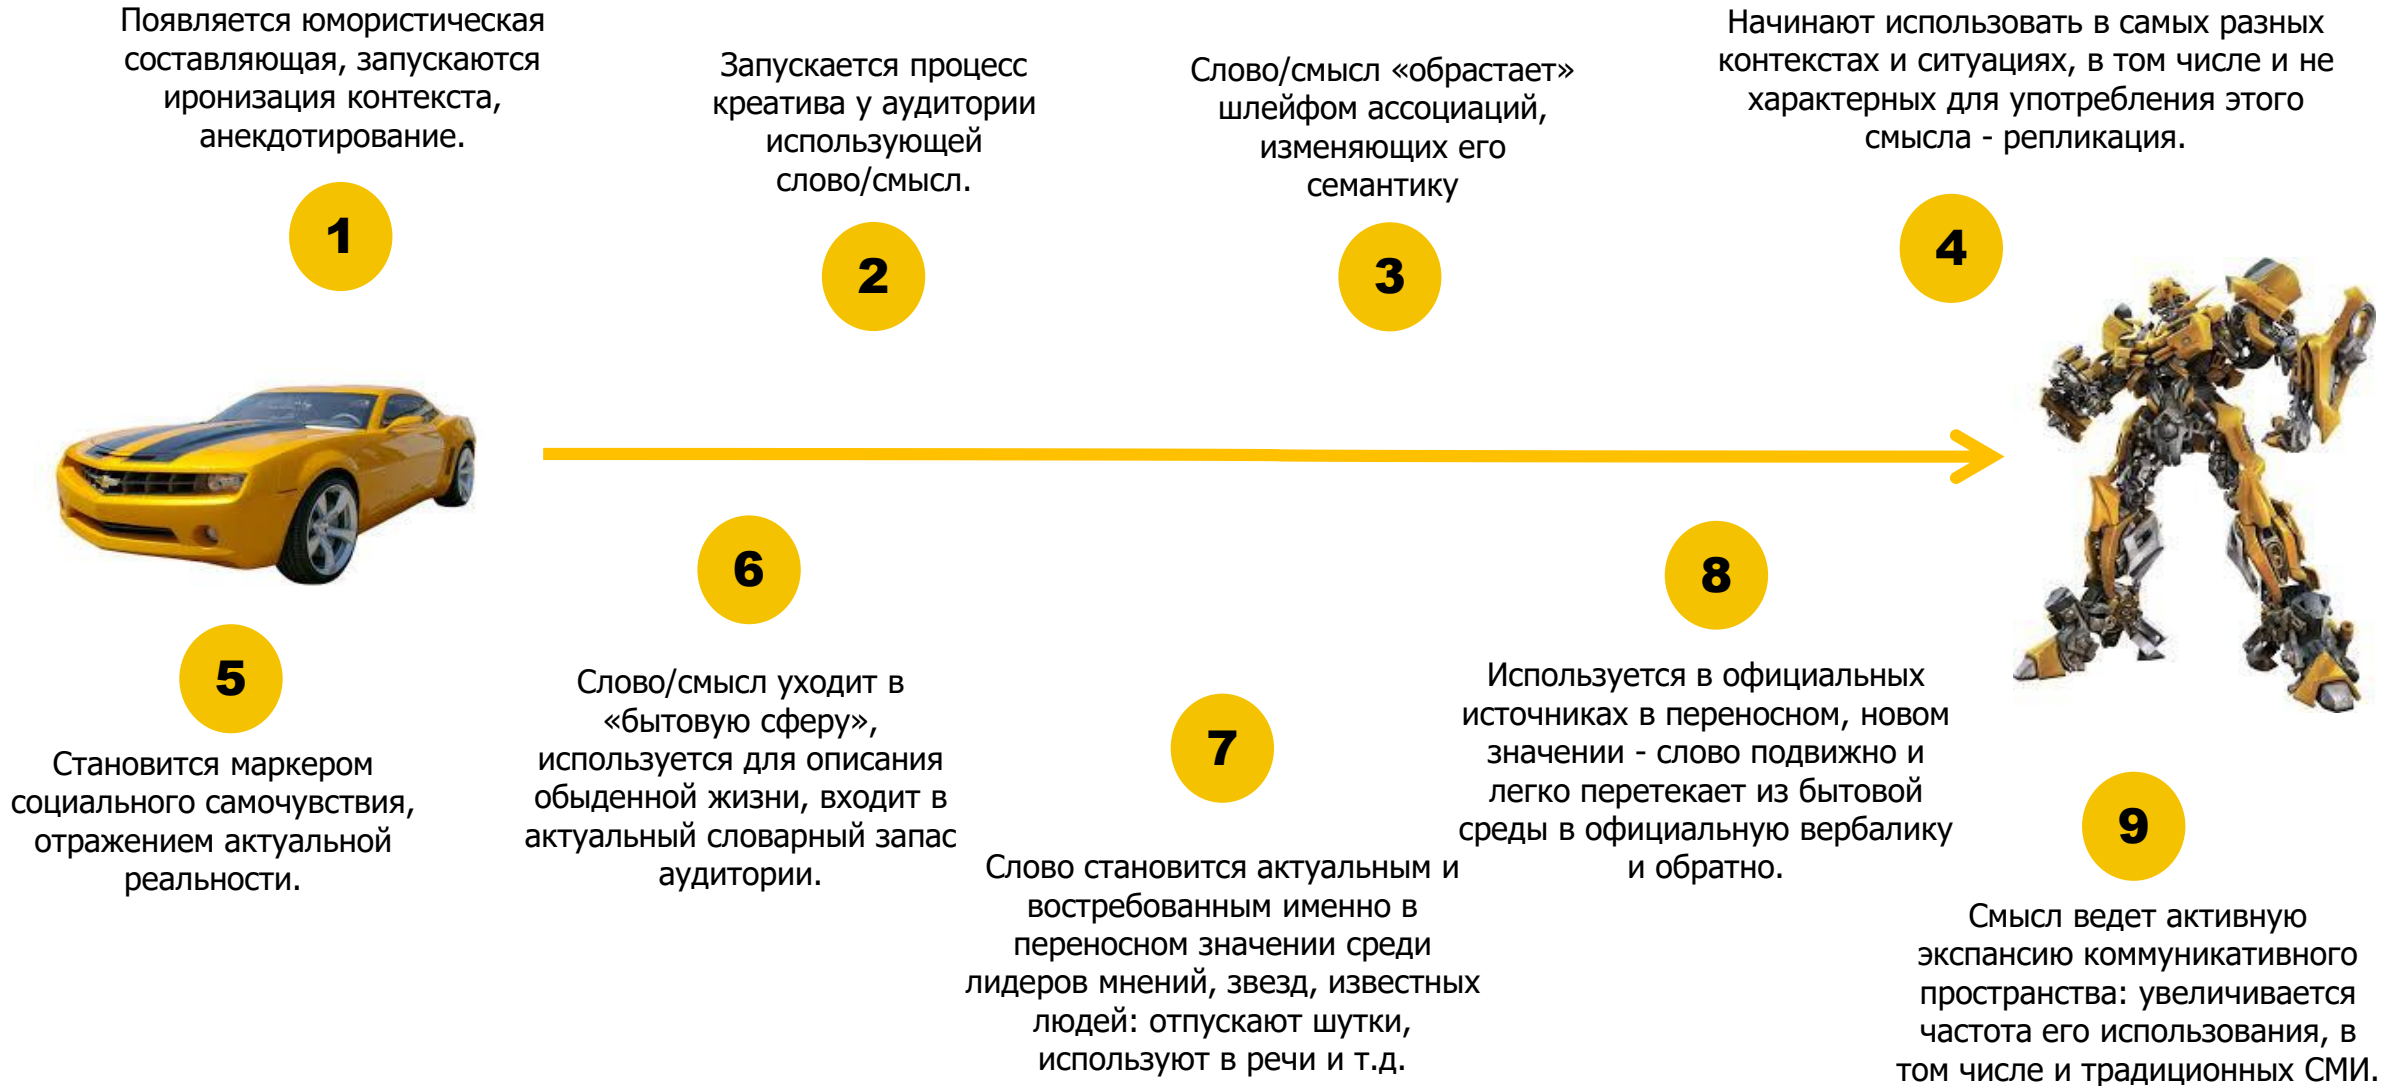 Появляется юмористическая
составляющая, запускаются
иронизация контекста,
анекдотирование.
1
Запускается процесс
креатива у аудитории
использующей
слово/смысл.
2
Слово/смысл «обрастает»
шлейфом ассоциаций,
изменяющих его
семантику
3
Начинают использовать в самых разных
контекстах и ситуациях, в том числе и не
характерных для употребления этого
смысла - репликация.
4
5
Становится маркером
социального самочувствия,
отражением актуальной
реальности.
6
Слово/смысл уходит в
«бытовую сферу»,
используется для описания
обыденной жизни, входит в
актуальный словарный запас
аудитории.
7
Слово становится актуальным и
востребованным именно в
переносном значении среди
лидеров мнений, звезд, известных
людей: отпускают шутки,
используют в речи и т.д.
8
Используется в официальных
источниках в переносном, новом
значении - слово подвижно и
легко перетекает из бытовой
среды в официальную вербалику
и обратно.
9
Смысл ведет активную
экспансию коммуникативного
пространства: увеличивается
частота его использования, в
том числе и традиционных СМИ.